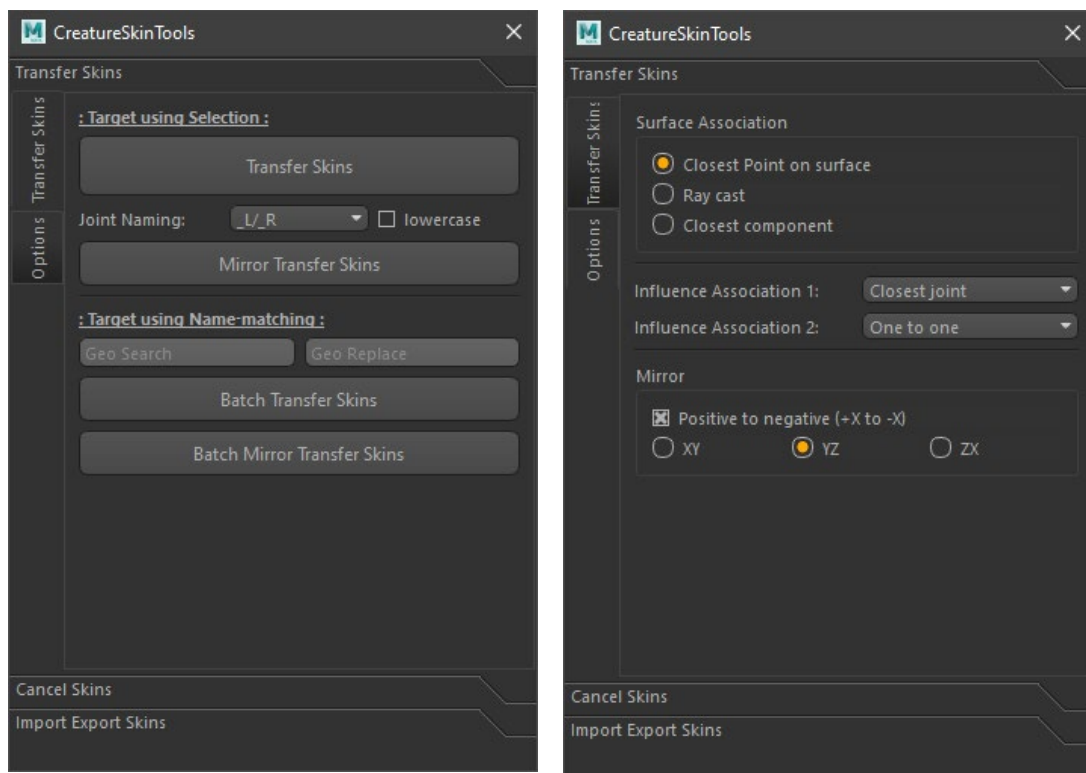 CreatureSkinTools
Transfer Skins
Transfer Skins
Options
: Target using Selection :
Transfer Skins
Joint Naming: _L/_R lowercase
Mirror Transfer Skins
: Target using Name-matching :
Geo Search Geo Replace
Batch Transfer Skins
Batch Mirror Transfer Skins
Cancel Skins
Import Export Skins
CreatureSkinTools
Transfer Skins
Transfer Skins
Options
Surface Association
Closest Point on surface
Ray cast
Closest component
Influence Association 1: Closest joint
Influence Association 2: One to one
Mirror
Positive to negative (+X to -X)
XY YZ ZX
Cancel Skins
Import Export Skins